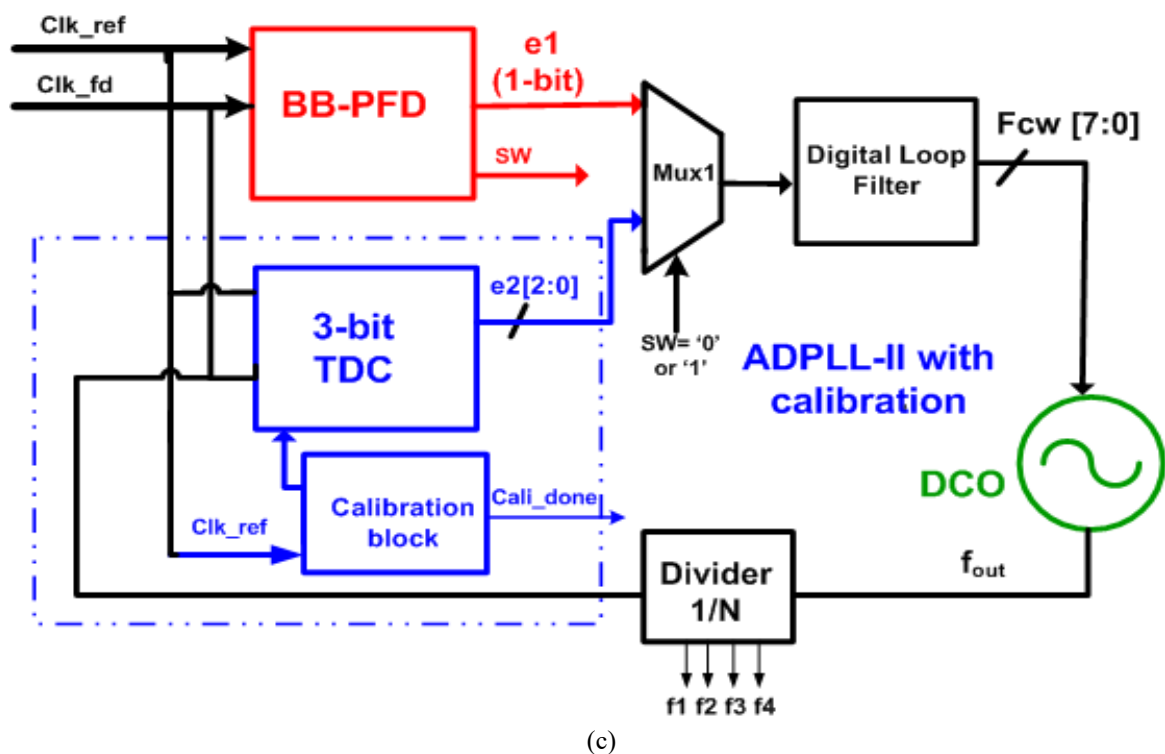 Clk_ref
Clk_fd
BB-PFD
e1
(1-bit)
SW
Mux1
Digital Loop
Filter
Fcw [7:0]
3-bit
TDC
e2[2:0]
SW= ‘0’
or ‘1’
ADPLL-II with
calibration
DCO
Calibration
block
Cali_done
Clk_ref
Divider
1/N
fout
f1 f2 f3 f4
(c)